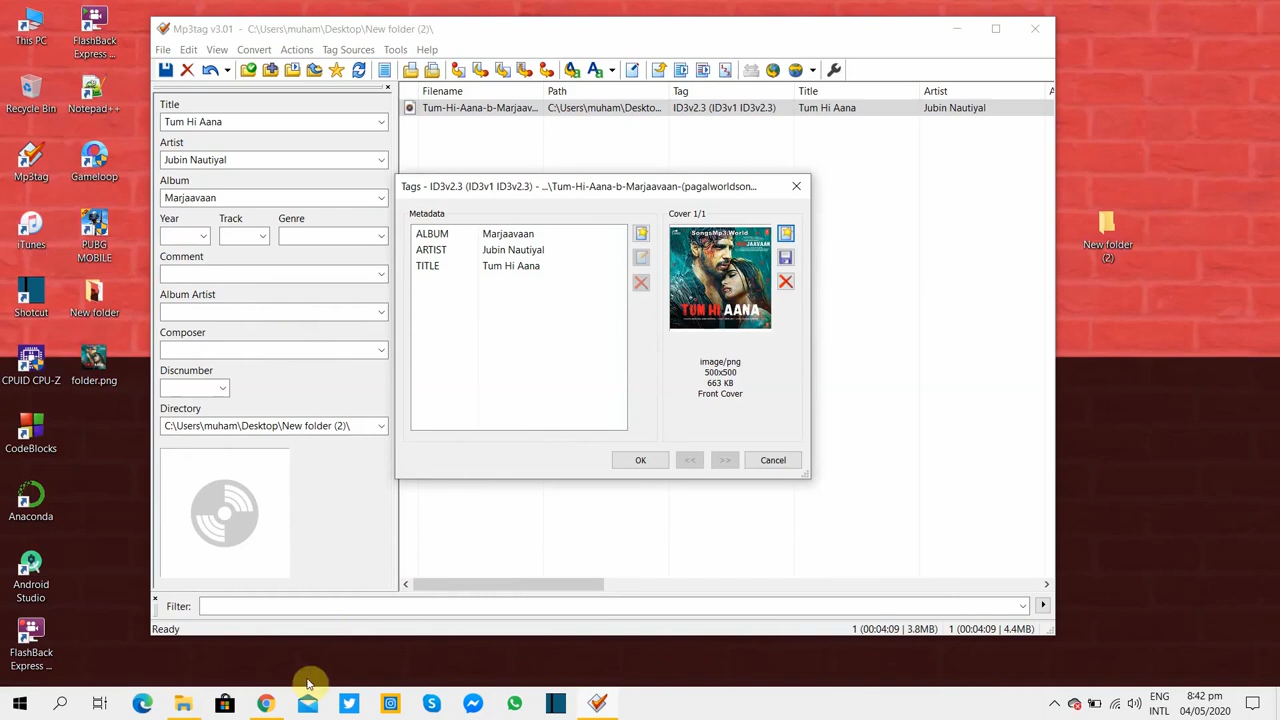 Mp3tag v3.01 - C:\Users\muham\Desktop\New folder (2)\
File Edit View Convert Actions Tag Sources Tools Help
Title
Tum Hi Aana
Artist
Jubin Nautiyal
Album
Marjaavaan
Year Track Genre
Comment
Album Artist
Composer
Discnumber
Directory
C:\Users\muham\Desktop\New folder (2)\
Filename Path Tag Title Artist A
Tum-Hi-Aana-b-Marjaav... C:\Users\muham\Deskto... ID3v2.3 (ID3v1 ID3v2.3) Tum Hi Aana Jubin Nautiyal
Tags - ID3v2.3 (ID3v1 ID3v2.3) - ...\Tum-Hi-Aana-b-Marjaavaan-(pagalworldson...
Metadata
ALBUM Marjaavaan
ARTIST Jubin Nautiyal
TITLE Tum Hi Aana
Cover 1/1
SongsMp3.World
TUM HI AANA
image/png
500x500
663 KB
Front Cover
OK << >> Cancel
Filter:
Ready 1 (00:04:09 | 3.8MB) 1 (00:04:09 | 4.4MB)
This PC
FlashBack
Express ...
Recycle Bin
Notepad++
Mp3tag
Gameloop
iTunes
PUBG
MOBILE
Shotcut
New folder
CPUID CPU-Z
folder.png
CodeBlocks
Anaconda
Android
Studio
FlashBack
Express ...
New folder
(2)
ENG
INTL
8:42 pm
04/05/2020